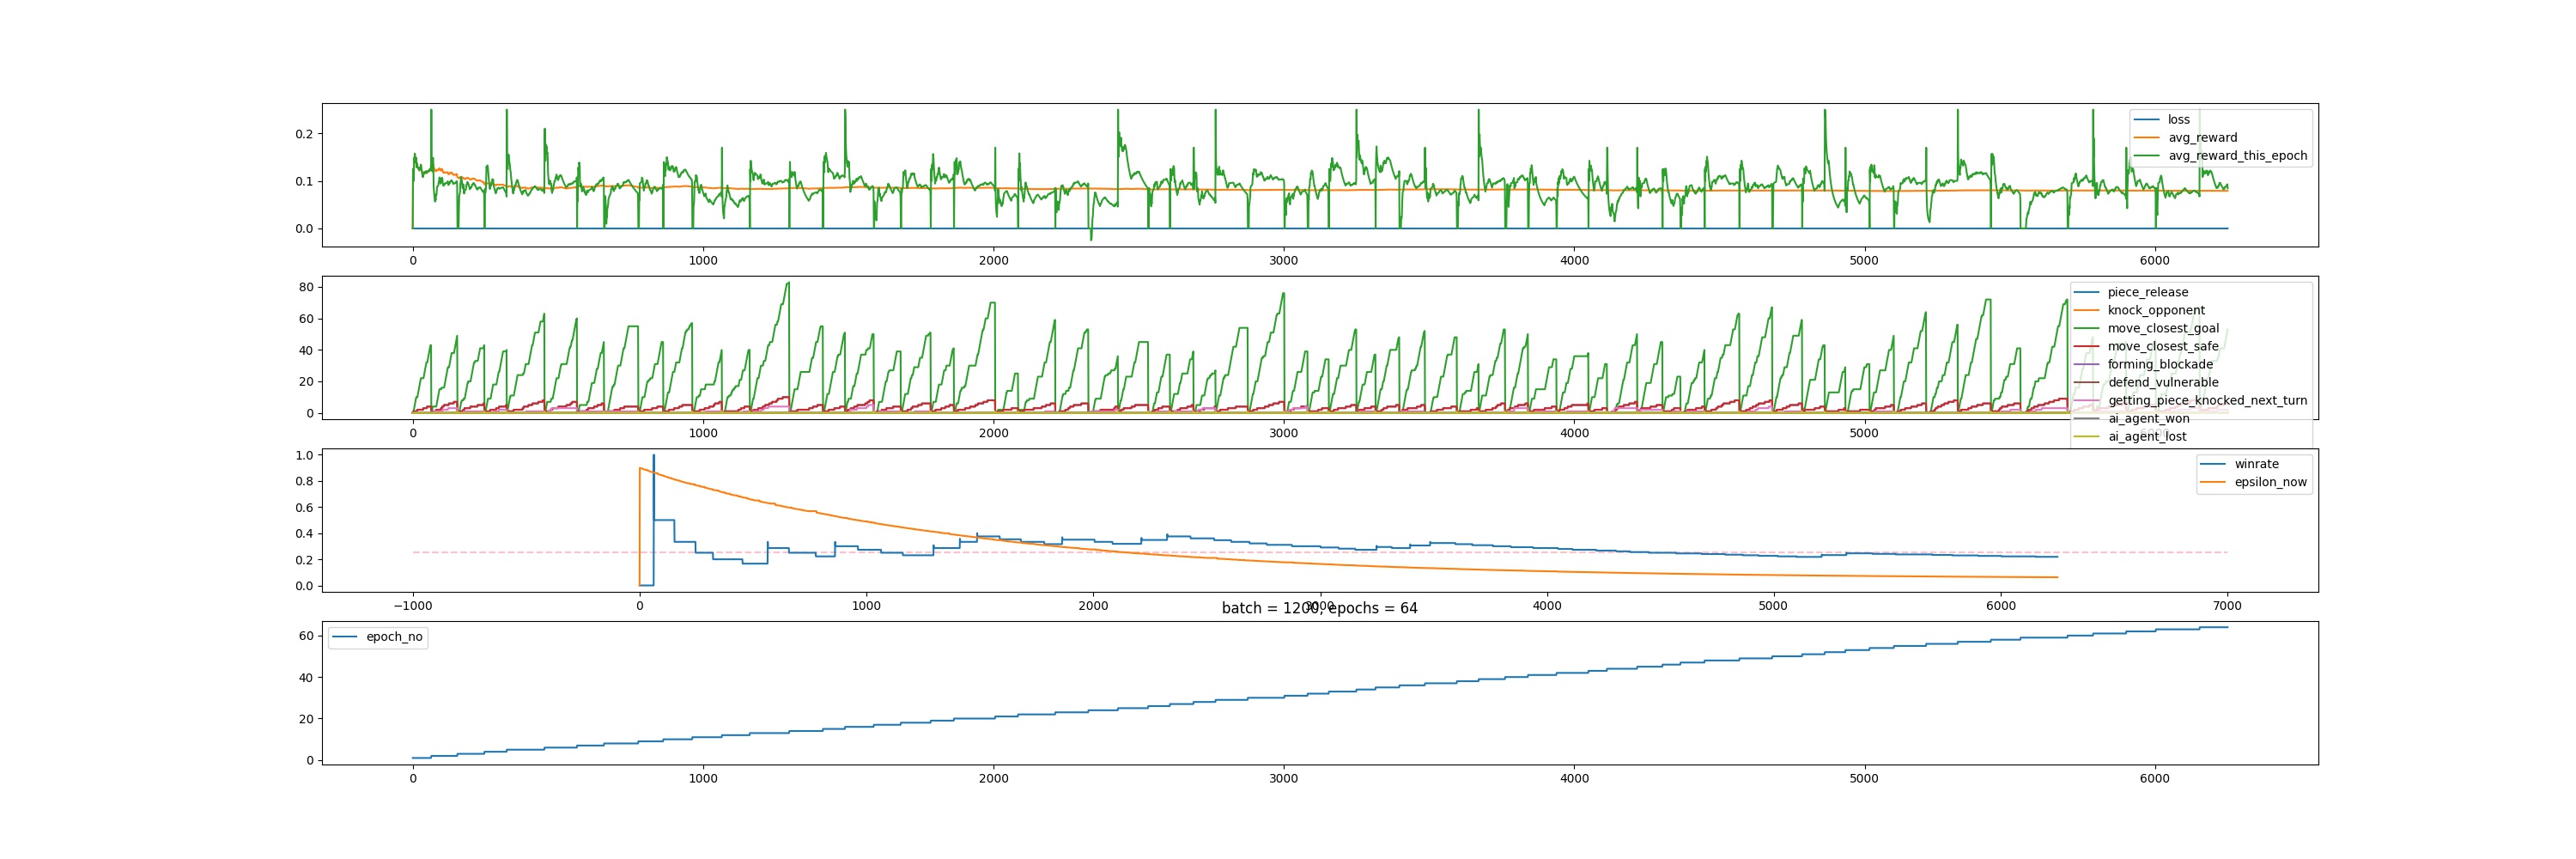 0.2
0.1
0.0
loss
avg_reward
avg_reward_this_epoch
0 1000 2000 3000 4000 5000 6000
80
60
40
20
0
piece_release
knock_opponent
move_closest_goal
move_closest_safe
forming_blockade
defend_vulnerable
getting_piece_knocked_next_turn
ai_agent_won
ai_agent_lost
0 1000 2000 3000 4000 5000 6000
1.0
0.8
0.6
0.4
0.2
0.0
winrate
epsilon_now
−1000 0 1000 2000 3000 4000 5000 6000 7000
batch = 1200, epochs = 64
60
40
20
0
epoch_no
0 1000 2000 3000 4000 5000 6000